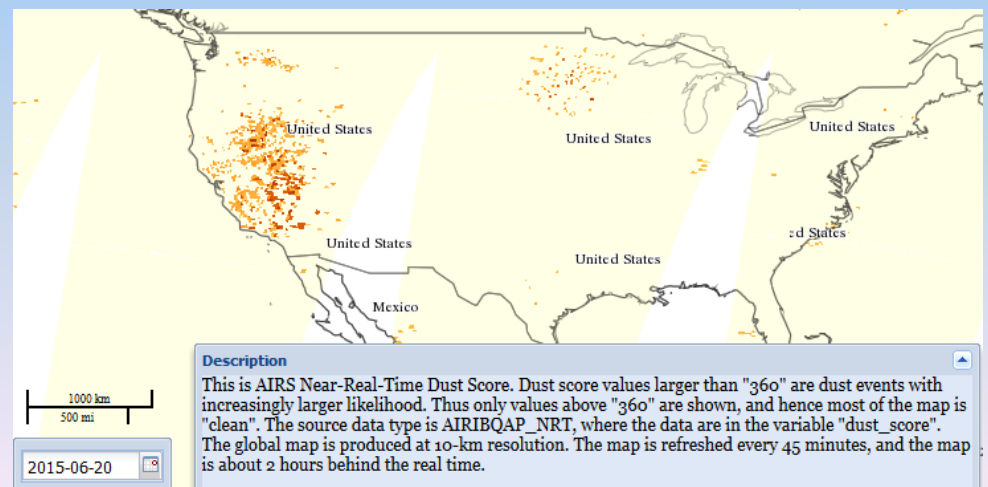 United States
United States
United States
:d States
United States
United States
Mexico
1000 km
500 mi
2015-06-20
Description
This is AIRS Near-Real-Time Dust Score. Dust score values larger than "360" are dust events with
increasingly larger likelihood. Thus only values above "360" are shown, and hence most of the map is
"clean". The source data type is AIRIBQAP_NRT, where the data are in the variable "dust_score".
The global map is produced at 10-km resolution. The map is refreshed every 45 minutes, and the map
is about 2 hours behind the real time.